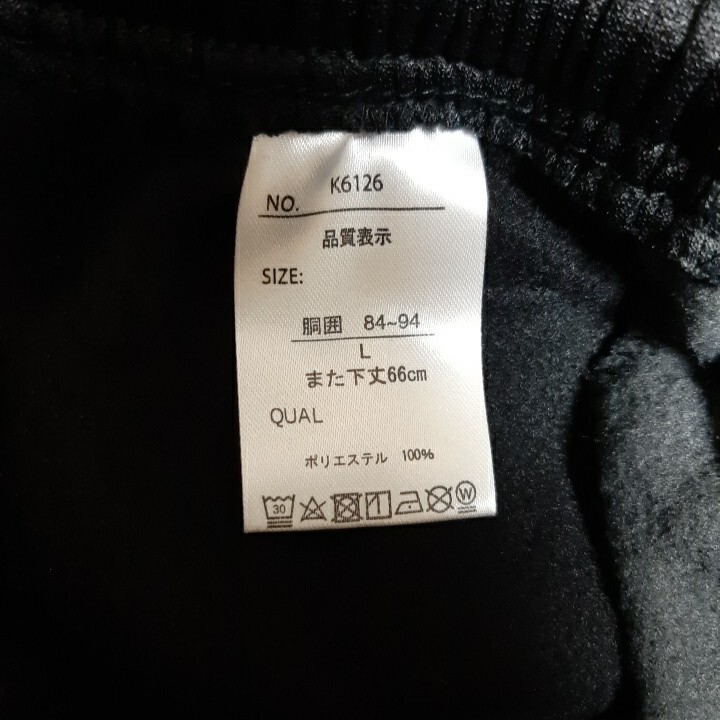 NO. K6126
品質表示
SIZE:
胴囲 84~94
L
また下丈66cm
QUAL
ポリエステル 100%
30
W